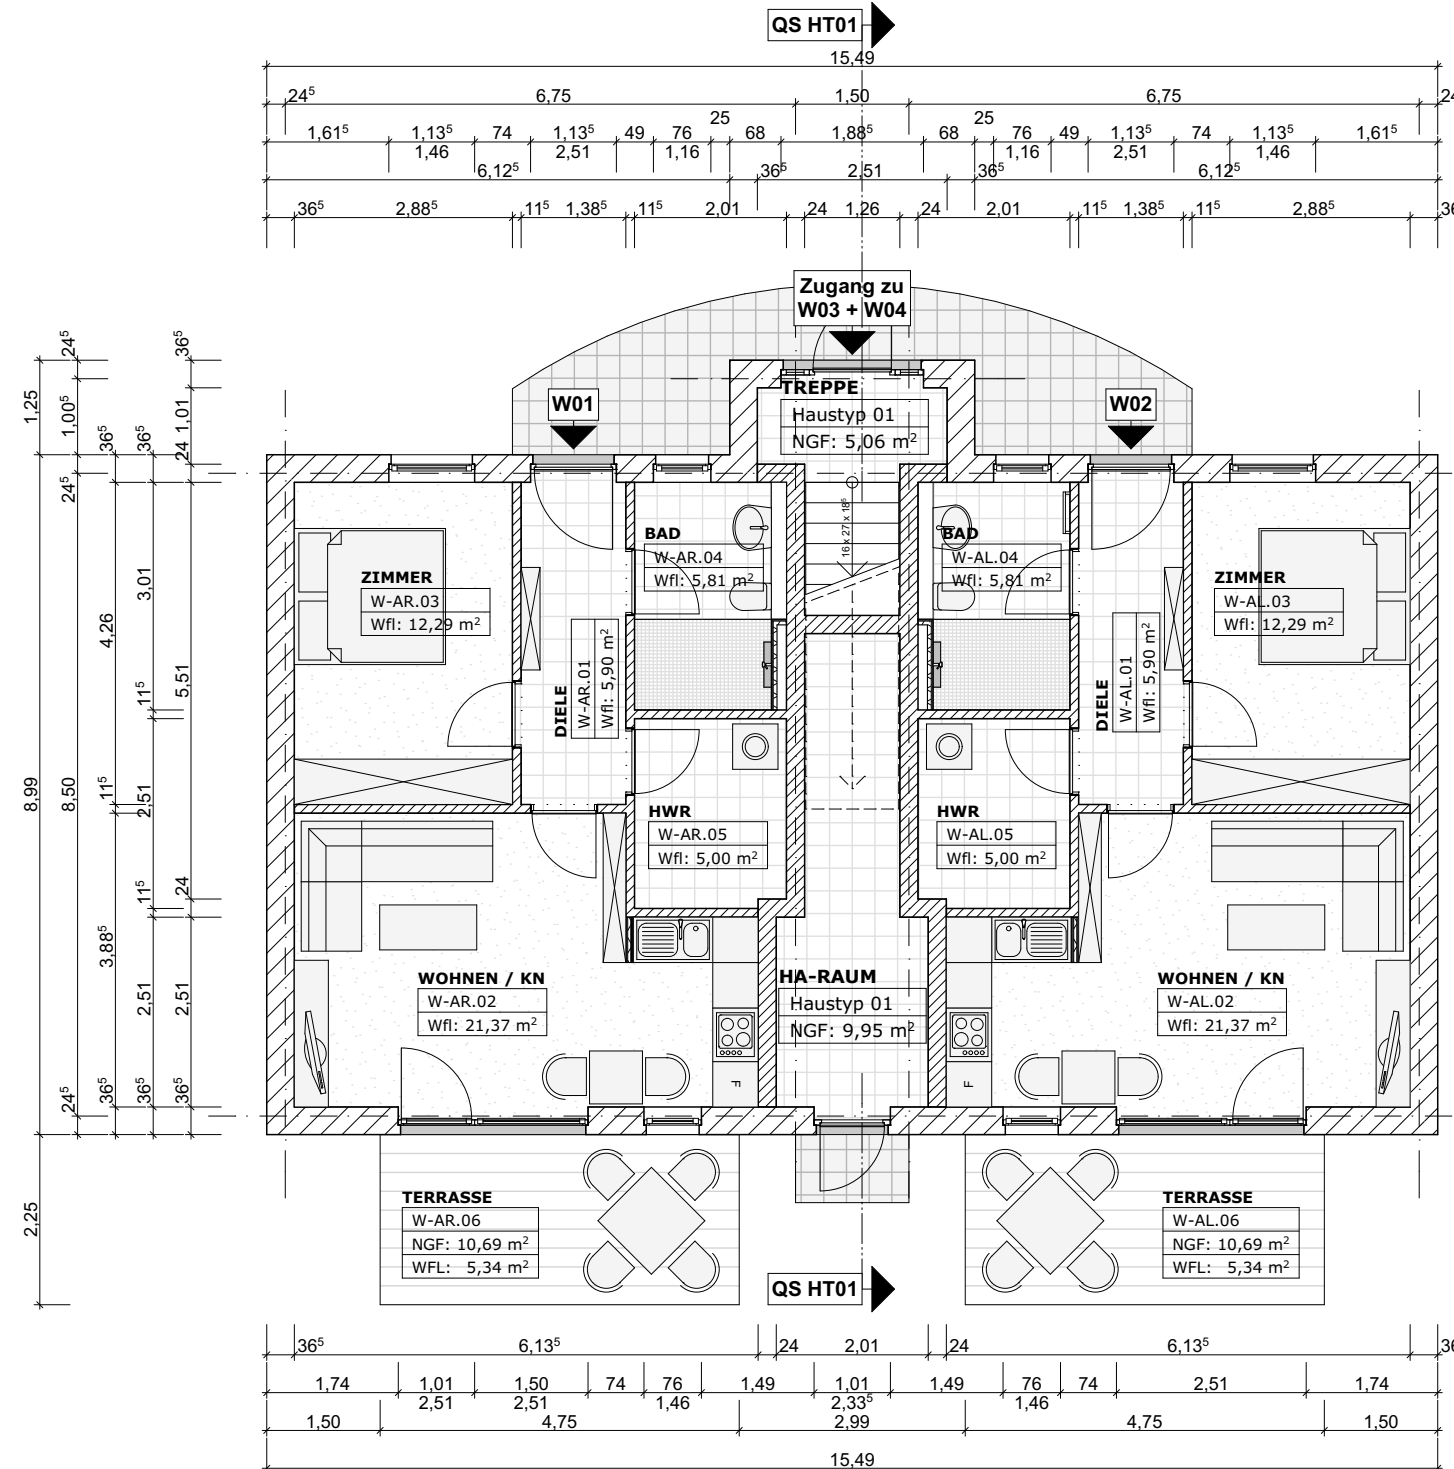 QS HT01
15,49
24⁵ 6,75 1,50 6,75 24
25 25
1,61⁵ 1,13⁵ 74 1,13⁵ 49 76 68 1,88⁵ 68 76 49 1,13⁵ 74 1,13⁵ 1,61⁵
1,46 2,51 1,16 1,16 2,51 1,46
6,12⁵ 36⁵ 2,51 36⁵ 6,12⁵
36⁵ 2,88⁵ 11⁵ 1,38⁵ 11⁵ 2,01 24 1,26 24 2,01 11⁵ 1,38⁵ 11⁵ 2,88⁵ 36
Zugang zu
W03 + W04
W01
W02
TREPPE
Haustyp 01
NGF: 5,06 m²
16 x 27 x 18⁵
BAD
W-AR.04
Wfl: 5,81 m²
BAD
W-AL.04
Wfl: 5,81 m²
ZIMMER
W-AR.03
Wfl: 12,29 m²
ZIMMER
W-AL.03
Wfl: 12,29 m²
DIELE
W-AR.01
Wfl: 5,90 m²
DIELE
W-AL.01
Wfl: 5,90 m²
HWR
W-AR.05
Wfl: 5,00 m²
HWR
W-AL.05
Wfl: 5,00 m²
WOHNEN / KN
W-AR.02
Wfl: 21,37 m²
HA-RAUM
Haustyp 01
NGF: 9,95 m²
WOHNEN / KN
W-AL.02
Wfl: 21,37 m²
F
F
TERRASSE
W-AR.06
NGF: 10,69 m²
WFL: 5,34 m²
TERRASSE
W-AL.06
NGF: 10,69 m²
WFL: 5,34 m²
QS HT01
1,25
8,99
2,25
24⁵
1,00⁵
24⁵
8,50
24⁵
36⁵
4,26
11⁵
3,88⁵
36⁵
36⁵
3,01
11⁵
2,51
11⁵
2,51
36⁵
36⁵
1,01
24
5,51
24
2,51
36⁵
36⁵ 6,13⁵ 24 2,01 24 6,13⁵ 36
1,74 1,01 1,50 74 76 1,49 1,01 1,49 76 74 2,51 1,74
2,51 2,51 1,46 2,33⁵ 1,46
1,50 4,75 2,99 4,75 1,50
15,49